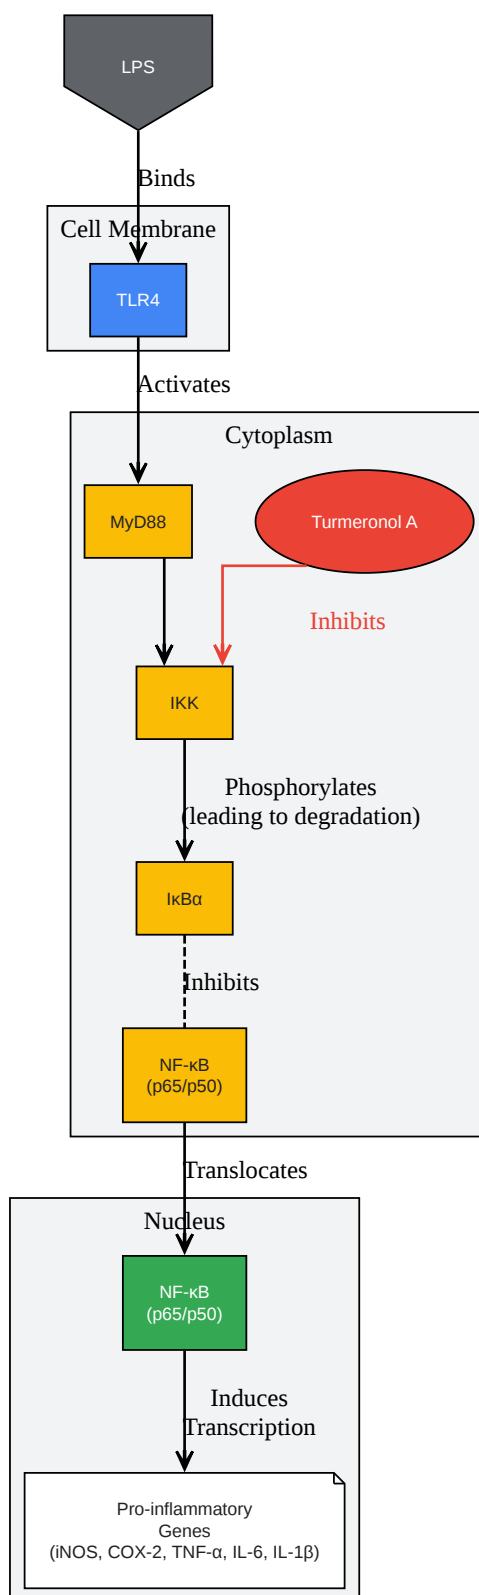 LPS
Binds
Cell Membrane
TLR4
Activates
Cytoplasm
MyD88
Turmeronol A
Inhibits
IKK
Phosphorylates
(leading to degradation)
IκBα
Inhibits
NF-κB
(p65/p50)
Translocates
Nucleus
NF-κB
(p65/p50)
Induces
Transcription
Pro-inflammatory
Genes
(iNOS, COX-2, TNF-α, IL-6, IL-1β)